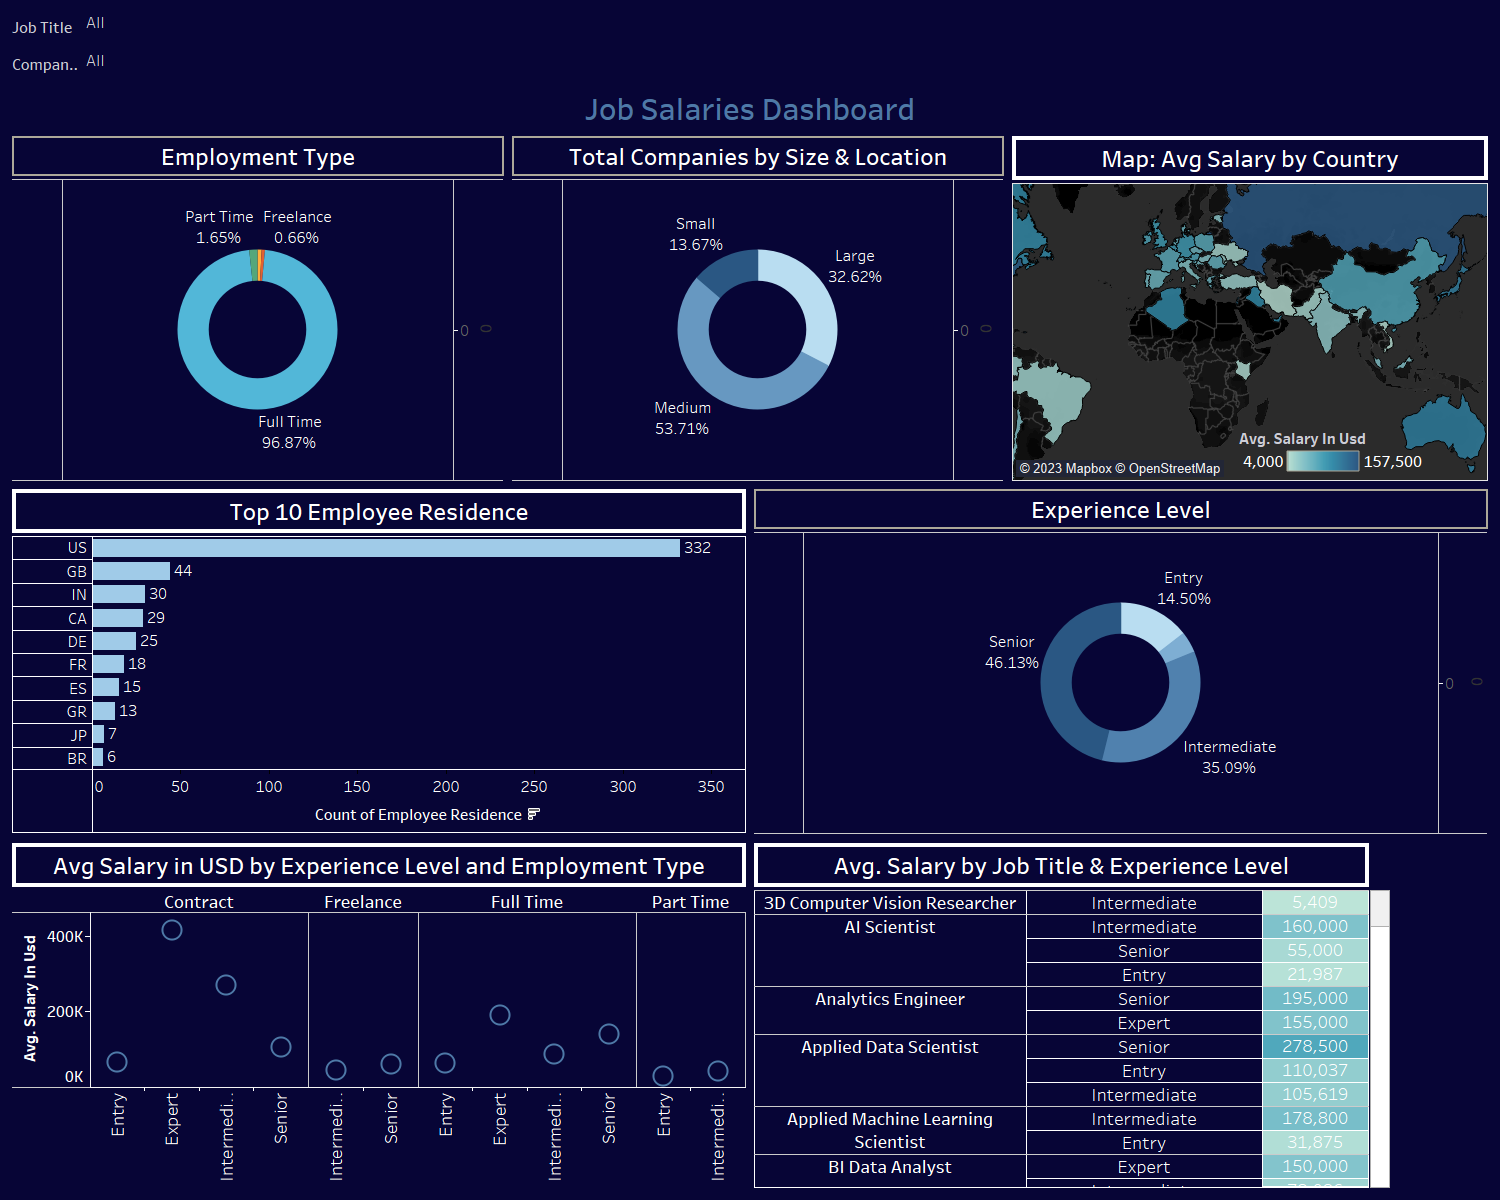 Job Title All
Compan.. All
Job Salaries Dashboard
Employment Type
Part Time
1.65%
Freelance
0.66%
Full Time
96.87%
0
0
Total Companies by Size & Location
Small
13.67%
Large
32.62%
Medium
53.71%
0
0
Map: Avg Salary by Country
Avg. Salary In Usd
4,000 157,500
© 2023 Mapbox © OpenStreetMap
Top 10 Employee Residence
US 332
GB 44
IN 30
CA 29
DE 25
FR 18
ES 15
GR 13
JP 7
BR 6
0 50 100 150 200 250 300 350
Count of Employee Residence
Experience Level
Entry
14.50%
Senior
46.13%
Intermediate
35.09%
0
0
Avg Salary in USD by Experience Level and Employment Type
Contract Freelance Full Time Part Time
Avg. Salary In Usd
400K
200K
0K
Entry
Expert
Intermedi..
Senior
Intermedi..
Senior
Entry
Expert
Intermedi..
Senior
Entry
Intermedi..
Avg. Salary by Job Title & Experience Level
3D Computer Vision Researcher Intermediate 5,409
AI Scientist Intermediate 160,000
Senior 55,000
Entry 21,987
Analytics Engineer Senior 195,000
Expert 155,000
Applied Data Scientist Senior 278,500
Entry 110,037
Intermediate 105,619
Applied Machine Learning Intermediate 178,800
Scientist Entry 31,875
BI Data Analyst Expert 150,000